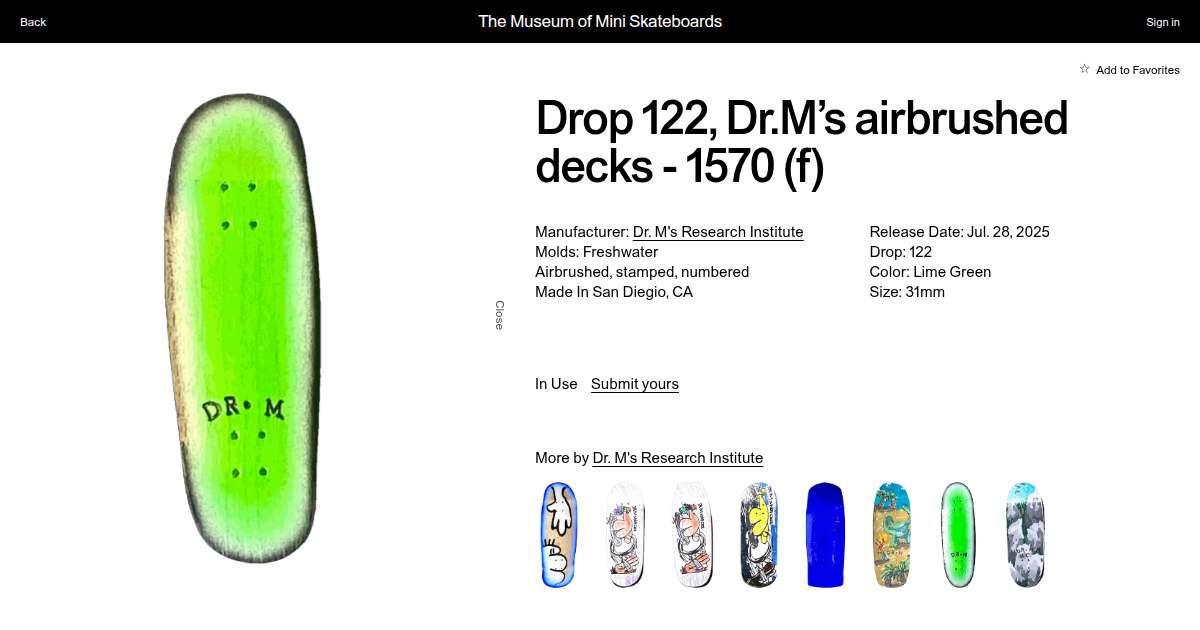 Back
The Museum of Mini Skateboards
Sign in
☆ Add to Favorites
Drop 122, Dr.M’s airbrushed
decks - 1570 (f)
Manufacturer: Dr. M's Research Institute
Molds: Freshwater
Airbrushed, stamped, numbered
Made In San Diegio, CA
Release Date: Jul. 28, 2025
Drop: 122
Color: Lime Green
Size: 31mm
DR• M
Close
In Use Submit yours
More by Dr. M's Research Institute
DR•M